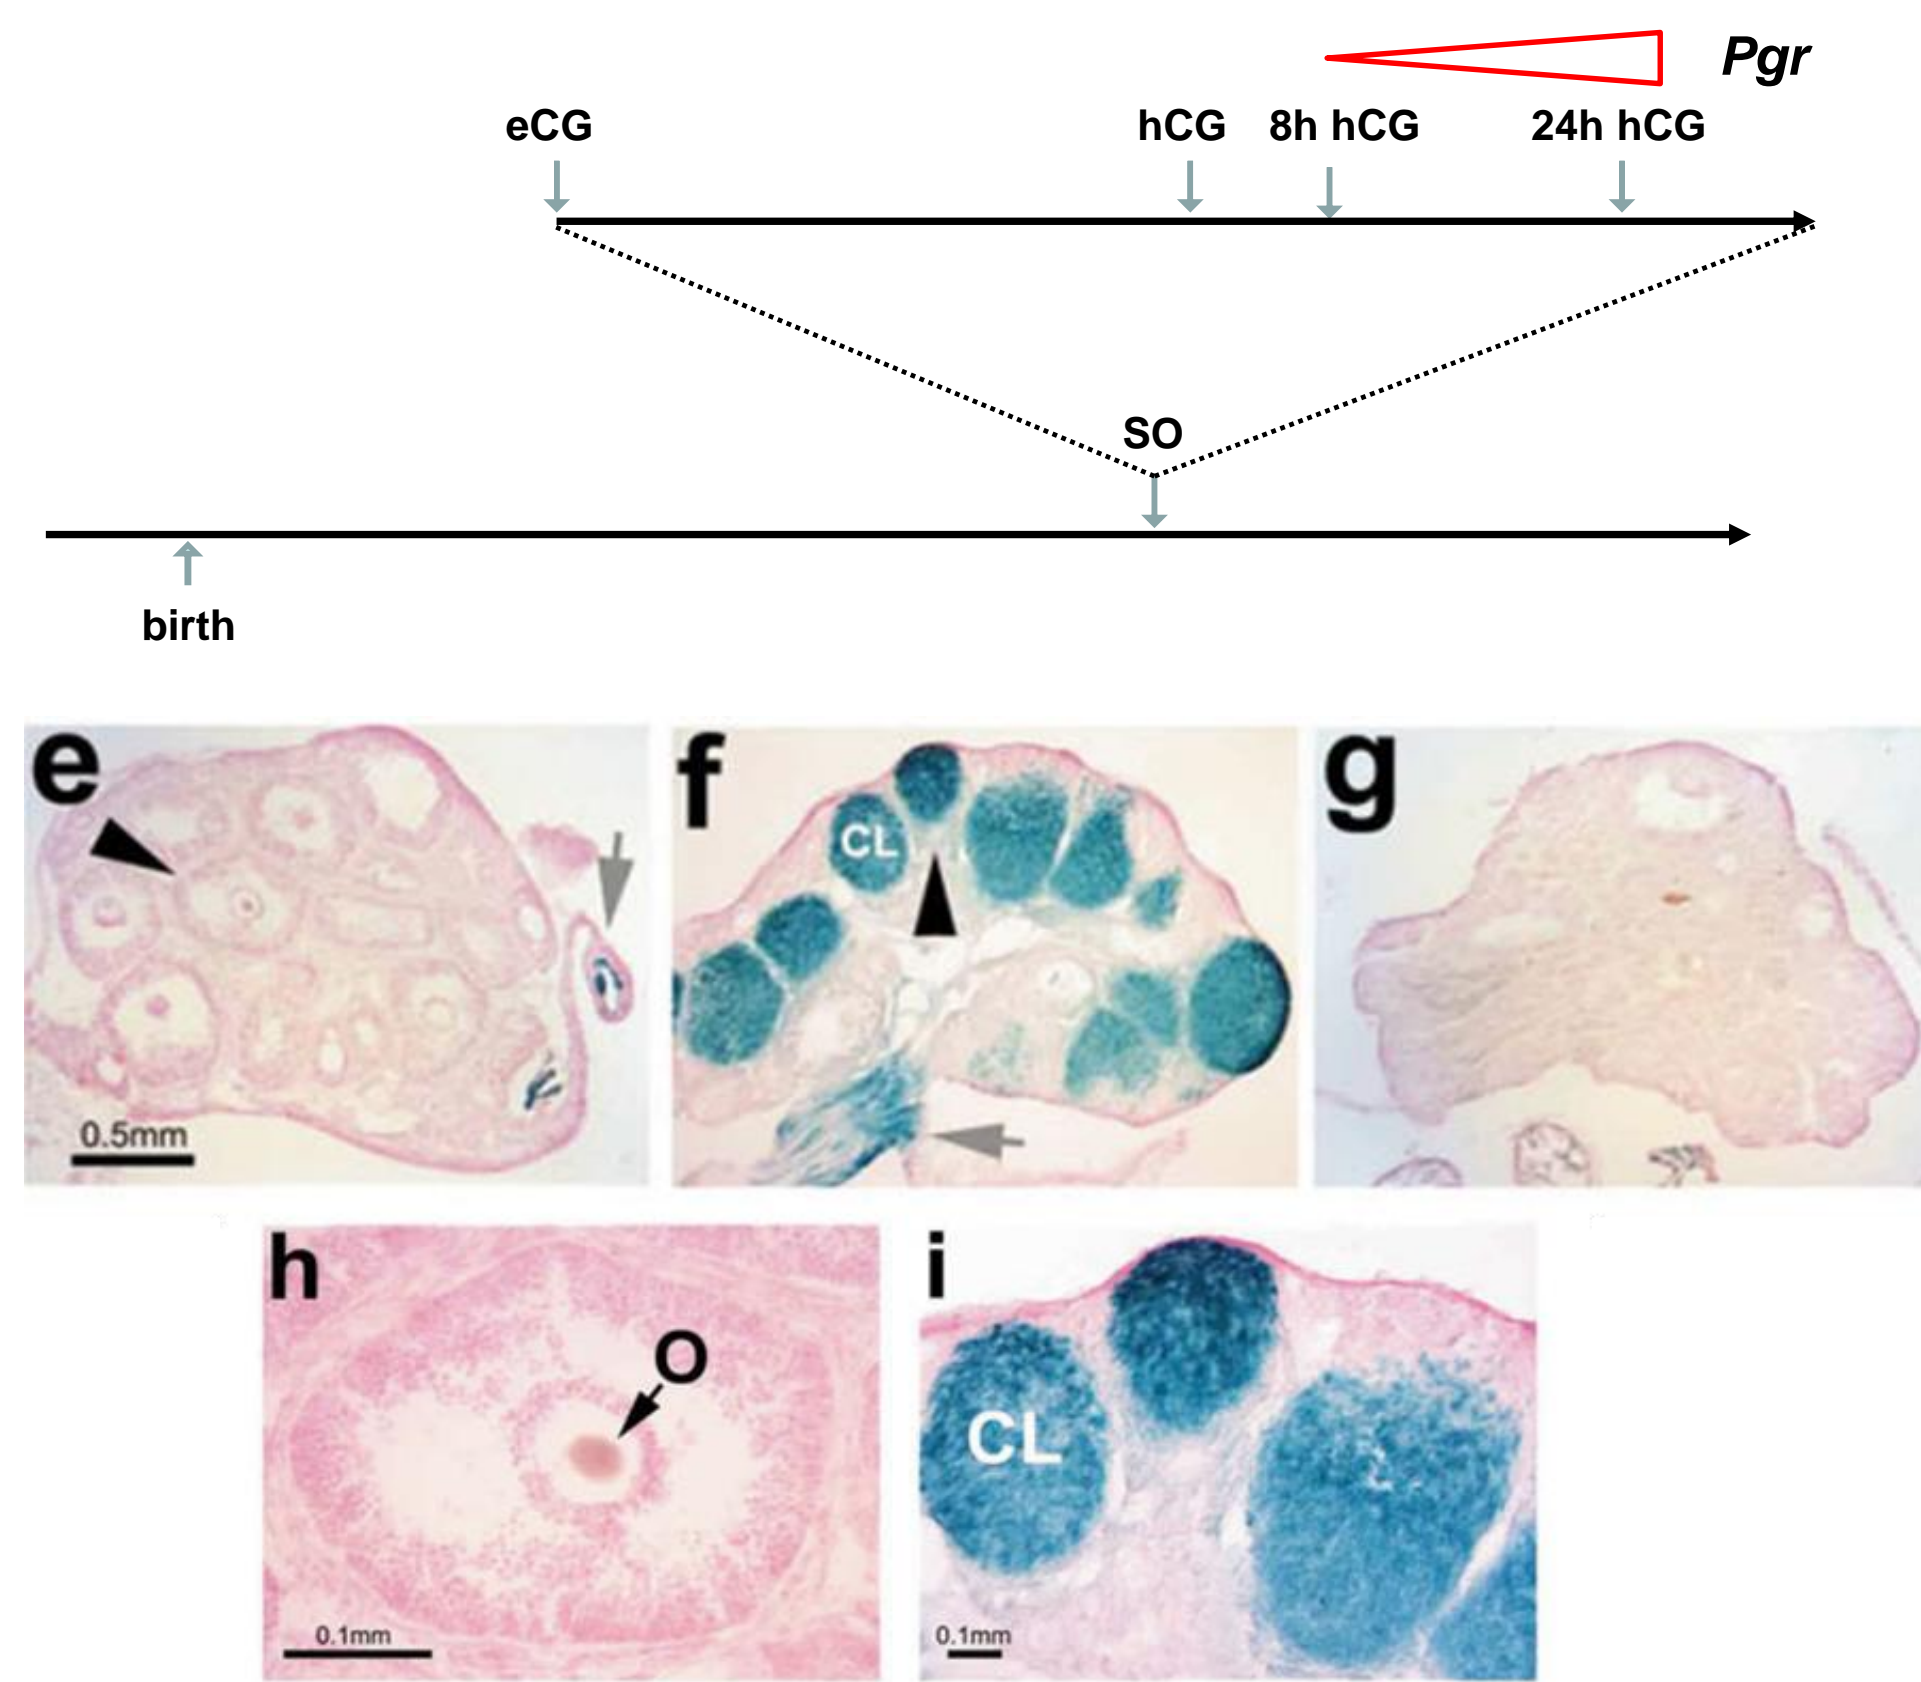 Pgr
eCG
hCG
8h hCG
24h hCG
SO
birth
e
0.5mm
f
CL
g
h
O
0.1mm
i
CL
0.1mm